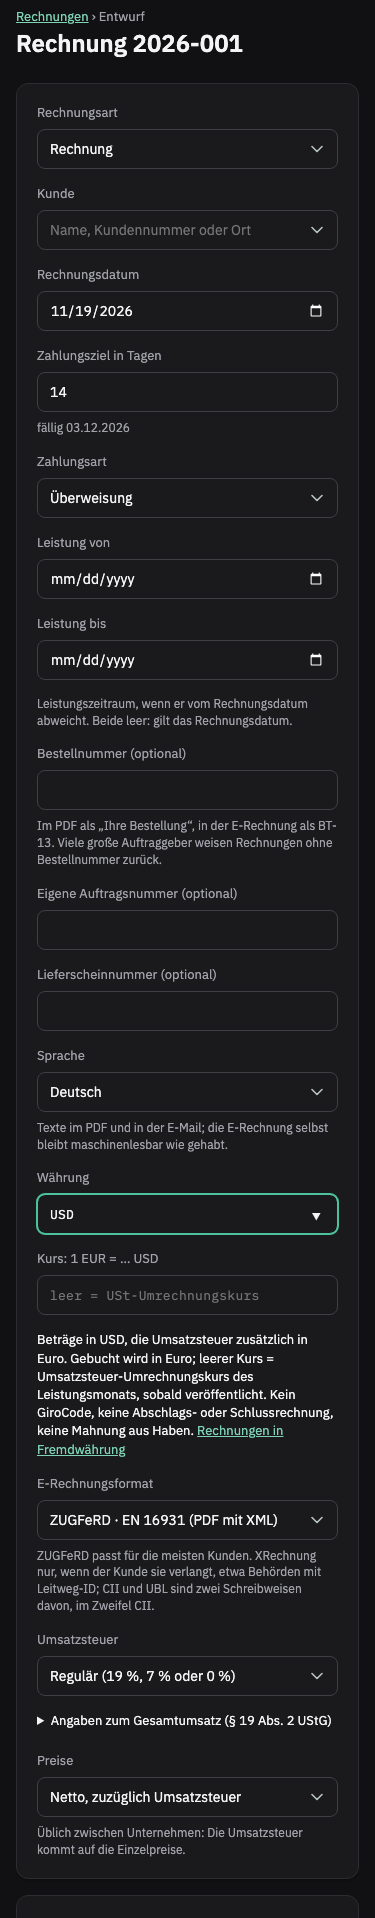 Rechnungen › Entwurf
Rechnung 2026-001
Rechnungsart
Rechnung
Kunde
Name, Kundennummer oder Ort
Rechnungsdatum
11/19/2026
Zahlungsziel in Tagen
14
fällig 03.12.2026
Zahlungsart
Überweisung
Leistung von
mm/dd/yyyy
Leistung bis
mm/dd/yyyy
Leistungszeitraum, wenn er vom Rechnungsdatum
abweicht. Beide leer: gilt das Rechnungsdatum.
Bestellnummer (optional)
Im PDF als „Ihre Bestellung“, in der E-Rechnung als BT-
13. Viele große Auftraggeber weisen Rechnungen ohne
Bestellnummer zurück.
Eigene Auftragsnummer (optional)
Lieferscheinnummer (optional)
Sprache
Deutsch
Texte im PDF und in der E-Mail; die E-Rechnung selbst
bleibt maschinenlesbar wie gehabt.
Währung
USD
Kurs: 1 EUR = … USD
leer = USt-Umrechnungskurs
Beträge in USD, die Umsatzsteuer zusätzlich in
Euro. Gebucht wird in Euro; leerer Kurs =
Umsatzsteuer-Umrechnungskurs des
Leistungsmonats, sobald veröffentlicht. Kein
GiroCode, keine Abschlags- oder Schlussrechnung,
keine Mahnung aus Haben. Rechnungen in
Fremdwährung
E-Rechnungsformat
ZUGFeRD · EN 16931 (PDF mit XML)
ZUGFeRD passt für die meisten Kunden. XRechnung
nur, wenn der Kunde sie verlangt, etwa Behörden mit
Leitweg-ID; CII und UBL sind zwei Schreibweisen
davon, im Zweifel CII.
Umsatzsteuer
Regulär (19 %, 7 % oder 0 %)
Angaben zum Gesamtumsatz (§ 19 Abs. 2 UStG)
Preise
Netto, zuzüglich Umsatzsteuer
Üblich zwischen Unternehmen: Die Umsatzsteuer
kommt auf die Einzelpreise.